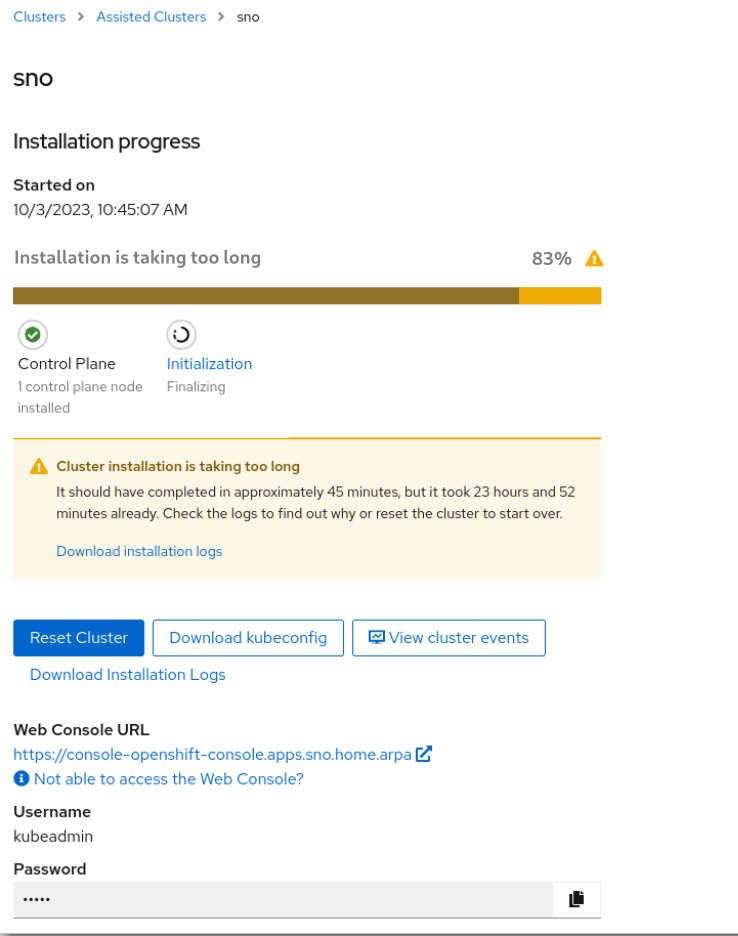 Clusters > Assisted Clusters > sno
sno
Installation progress
Started on
10/3/2023, 10:45:07 AM
Installation is taking too long 83%
Control Plane Initialization
1 control plane node Finalizing
installed
Cluster installation is taking too long
It should have completed in approximately 45 minutes, but it took 23 hours and 52
minutes already. Check the logs to find out why or reset the cluster to start over.
Download installation logs
Reset Cluster Download kubeconfig View cluster events
Download Installation Logs
Web Console URL
https://console-openshift-console.apps.sno.home.arpa
Not able to access the Web Console?
Username
kubeadmin
Password
•••••